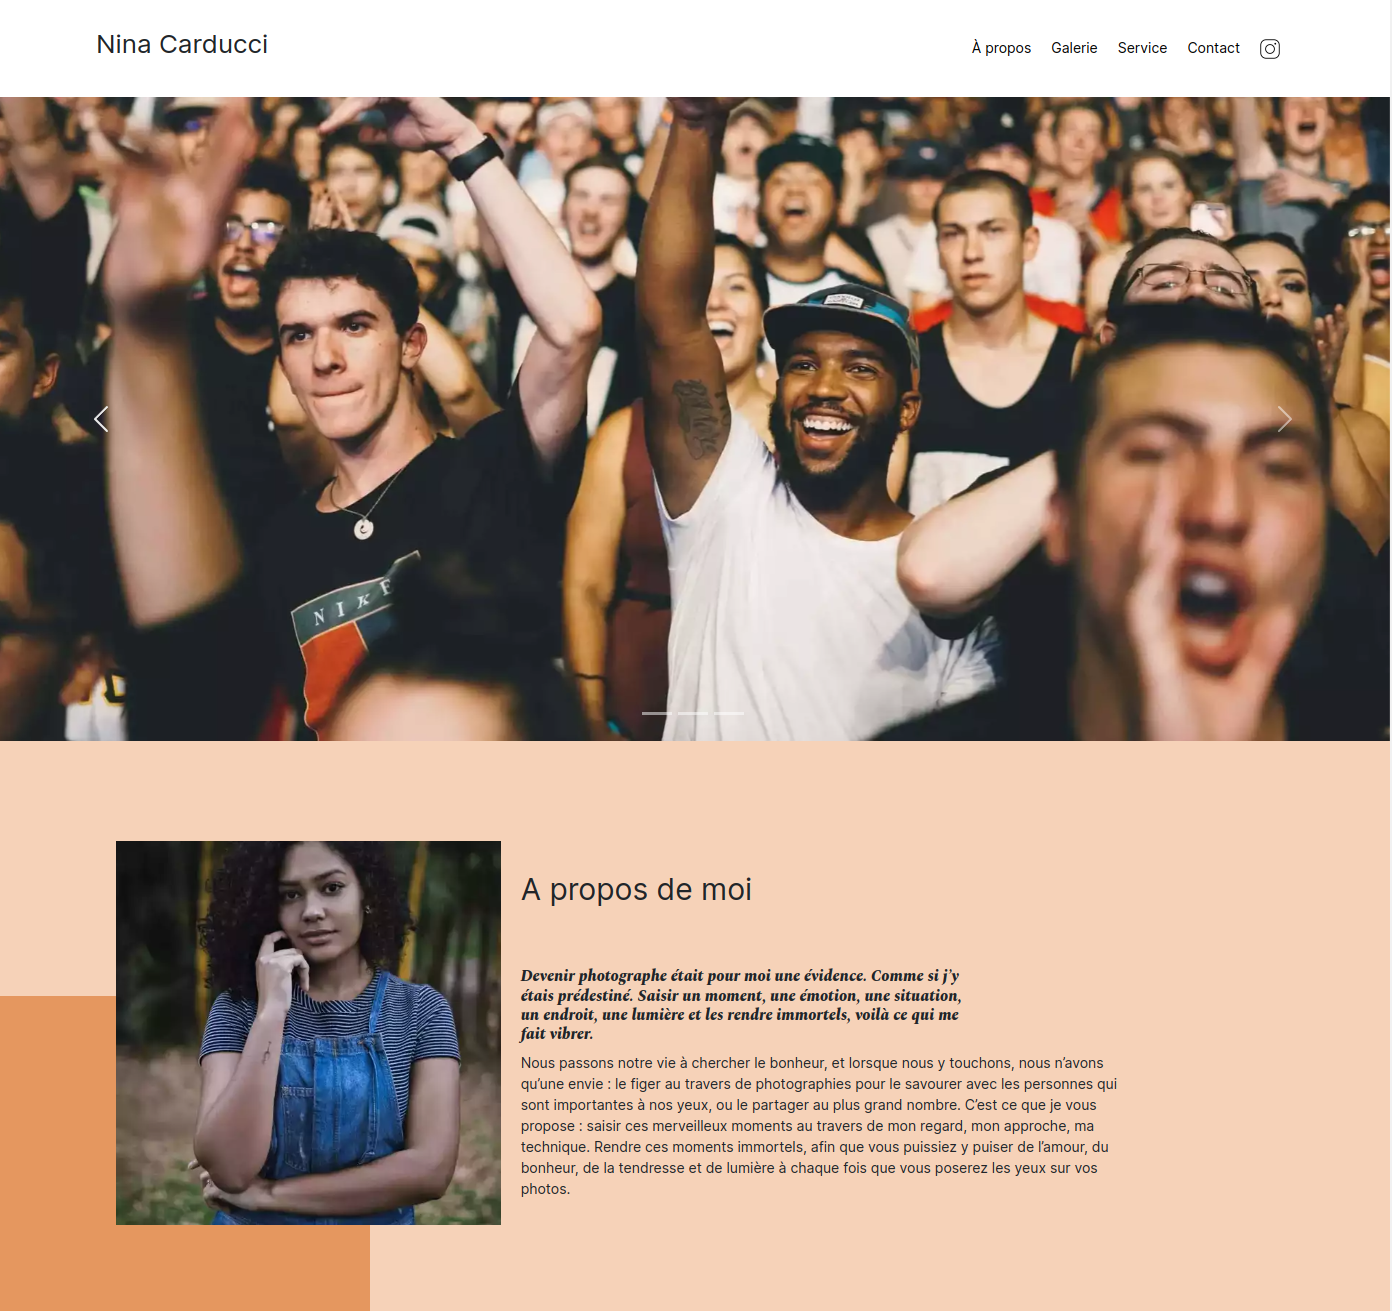 Nina Carducci
À propos Galerie Service Contact
NIKE
A propos de moi
Devenir photographe était pour moi une évidence. Comme si j'y
étais prédestiné. Saisir un moment, une émotion, une situation,
un endroit, une lumière et les rendre immortels, voilà ce qui me
fait vibrer.
Nous passons notre vie à chercher le bonheur, et lorsque nous y touchons, nous n’avons
qu’une envie : le figer au travers de photographies pour le savourer avec les personnes qui
sont importantes à nos yeux, ou le partager au plus grand nombre. C’est ce que je vous
propose : saisir ces merveilleux moments au travers de mon regard, mon approche, ma
technique. Rendre ces moments immortels, afin que vous puissiez y puiser de l’amour, du
bonheur, de la tendresse et de lumière à chaque fois que vous poserez les yeux sur vos
photos.